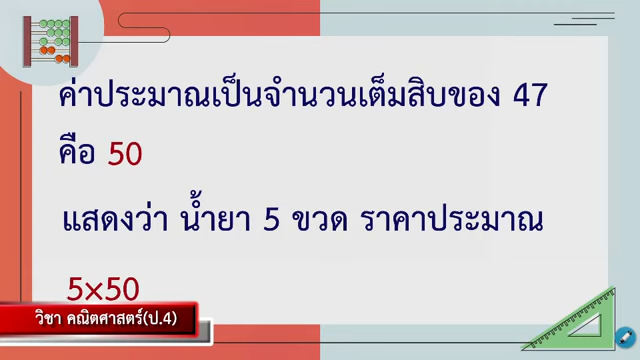 ค่าประมาณเป็นจำนวนเต็มสิบของ 47
คือ 50
แสดงว่า น้ำยา 5 ขวด ราคาประมาณ
5×50
วิชา คณิตศาสตร์(ป.4)